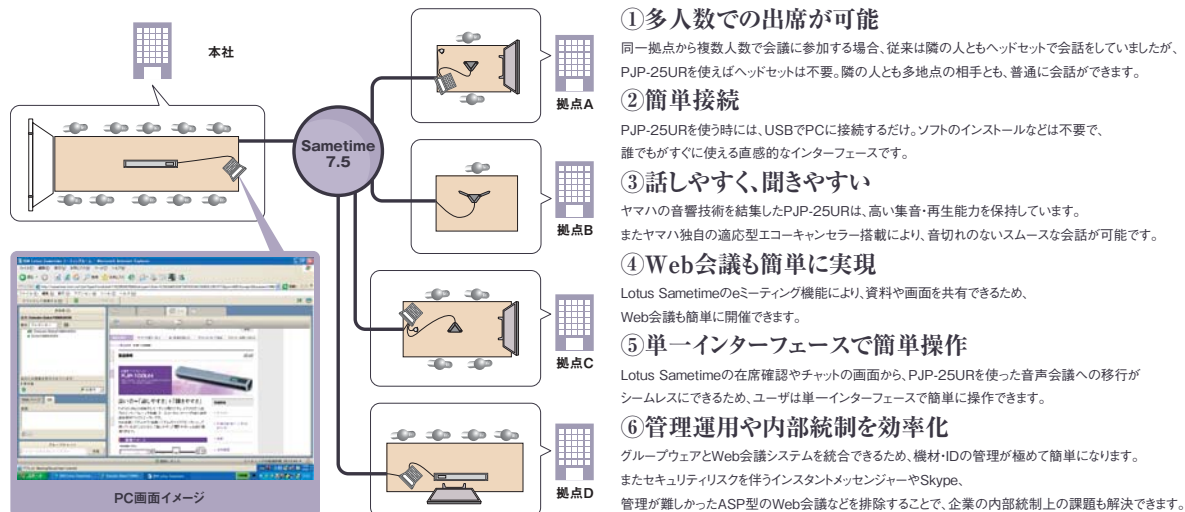 本社
Sametime
7.5
拠点A
拠点B
拠点C
拠点D
PC画面イメージ
①多人数での出席が可能
同一拠点から複数人数で会議に参加する場合、従来は隣の人ともヘッドセットで会話をしていましたが、
PJP-25URを使えばヘッドセットは不要。隣の人とも多地点の相手とも、普通に会話ができます。
②簡単接続
PJP-25URを使う時には、USBでPCに接続するだけ。ソフトのインストールなどは不要で、
誰でもがすぐに使える直感的なインターフェースです。
③話しやすく、聞きやすい
ヤマハの音響技術を結集したPJP-25URは、高い集音・再生能力を保持しています。
またヤマハ独自の適応型エコーキャンセラー搭載により、音切れのないスムースな会話が可能です。
④Web会議も簡単に実現
Lotus Sametimeのeミーティング機能により、資料や画面を共有できるため、
Web会議も簡単に開催できます。
⑤単一インターフェースで簡単操作
Lotus Sametimeの在席確認やチャットの画面から、PJP-25URを使った音声会議への移行が
シームレスにできるため、ユーザは単一インターフェースで簡単に操作できます。
⑥管理運用や内部統制を効率化
グループウェアとWeb会議システムを統合できるため、機材・IDの管理が極めて簡単になります。
またセキュリティリスクを伴うインスタントメッセンジャーやSkype、
管理が難しかったASP型のWeb会議などを排除することで、企業の内部統制上の課題も解決できます。